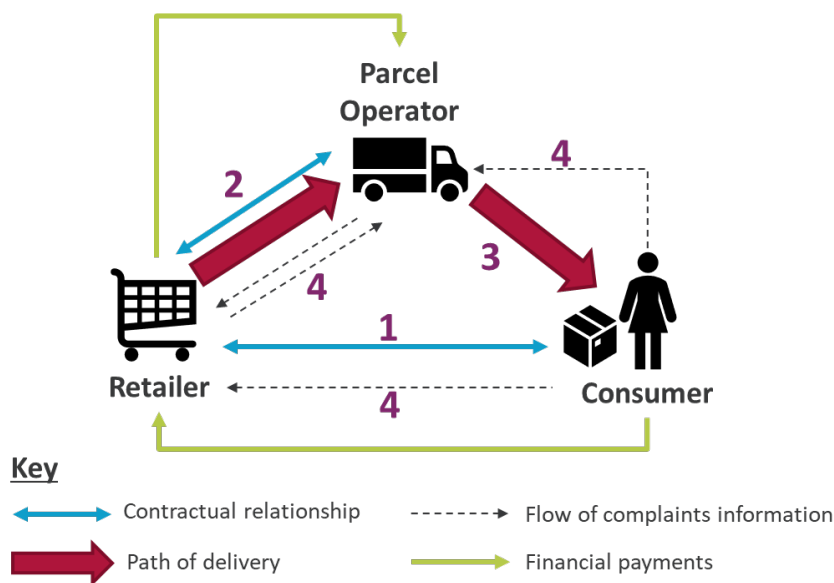 Parcel
Operator
4
2
3
4
1
Retailer
4
Consumer
Key
Contractual relationship
Flow of complaints information
Path of delivery
Financial payments